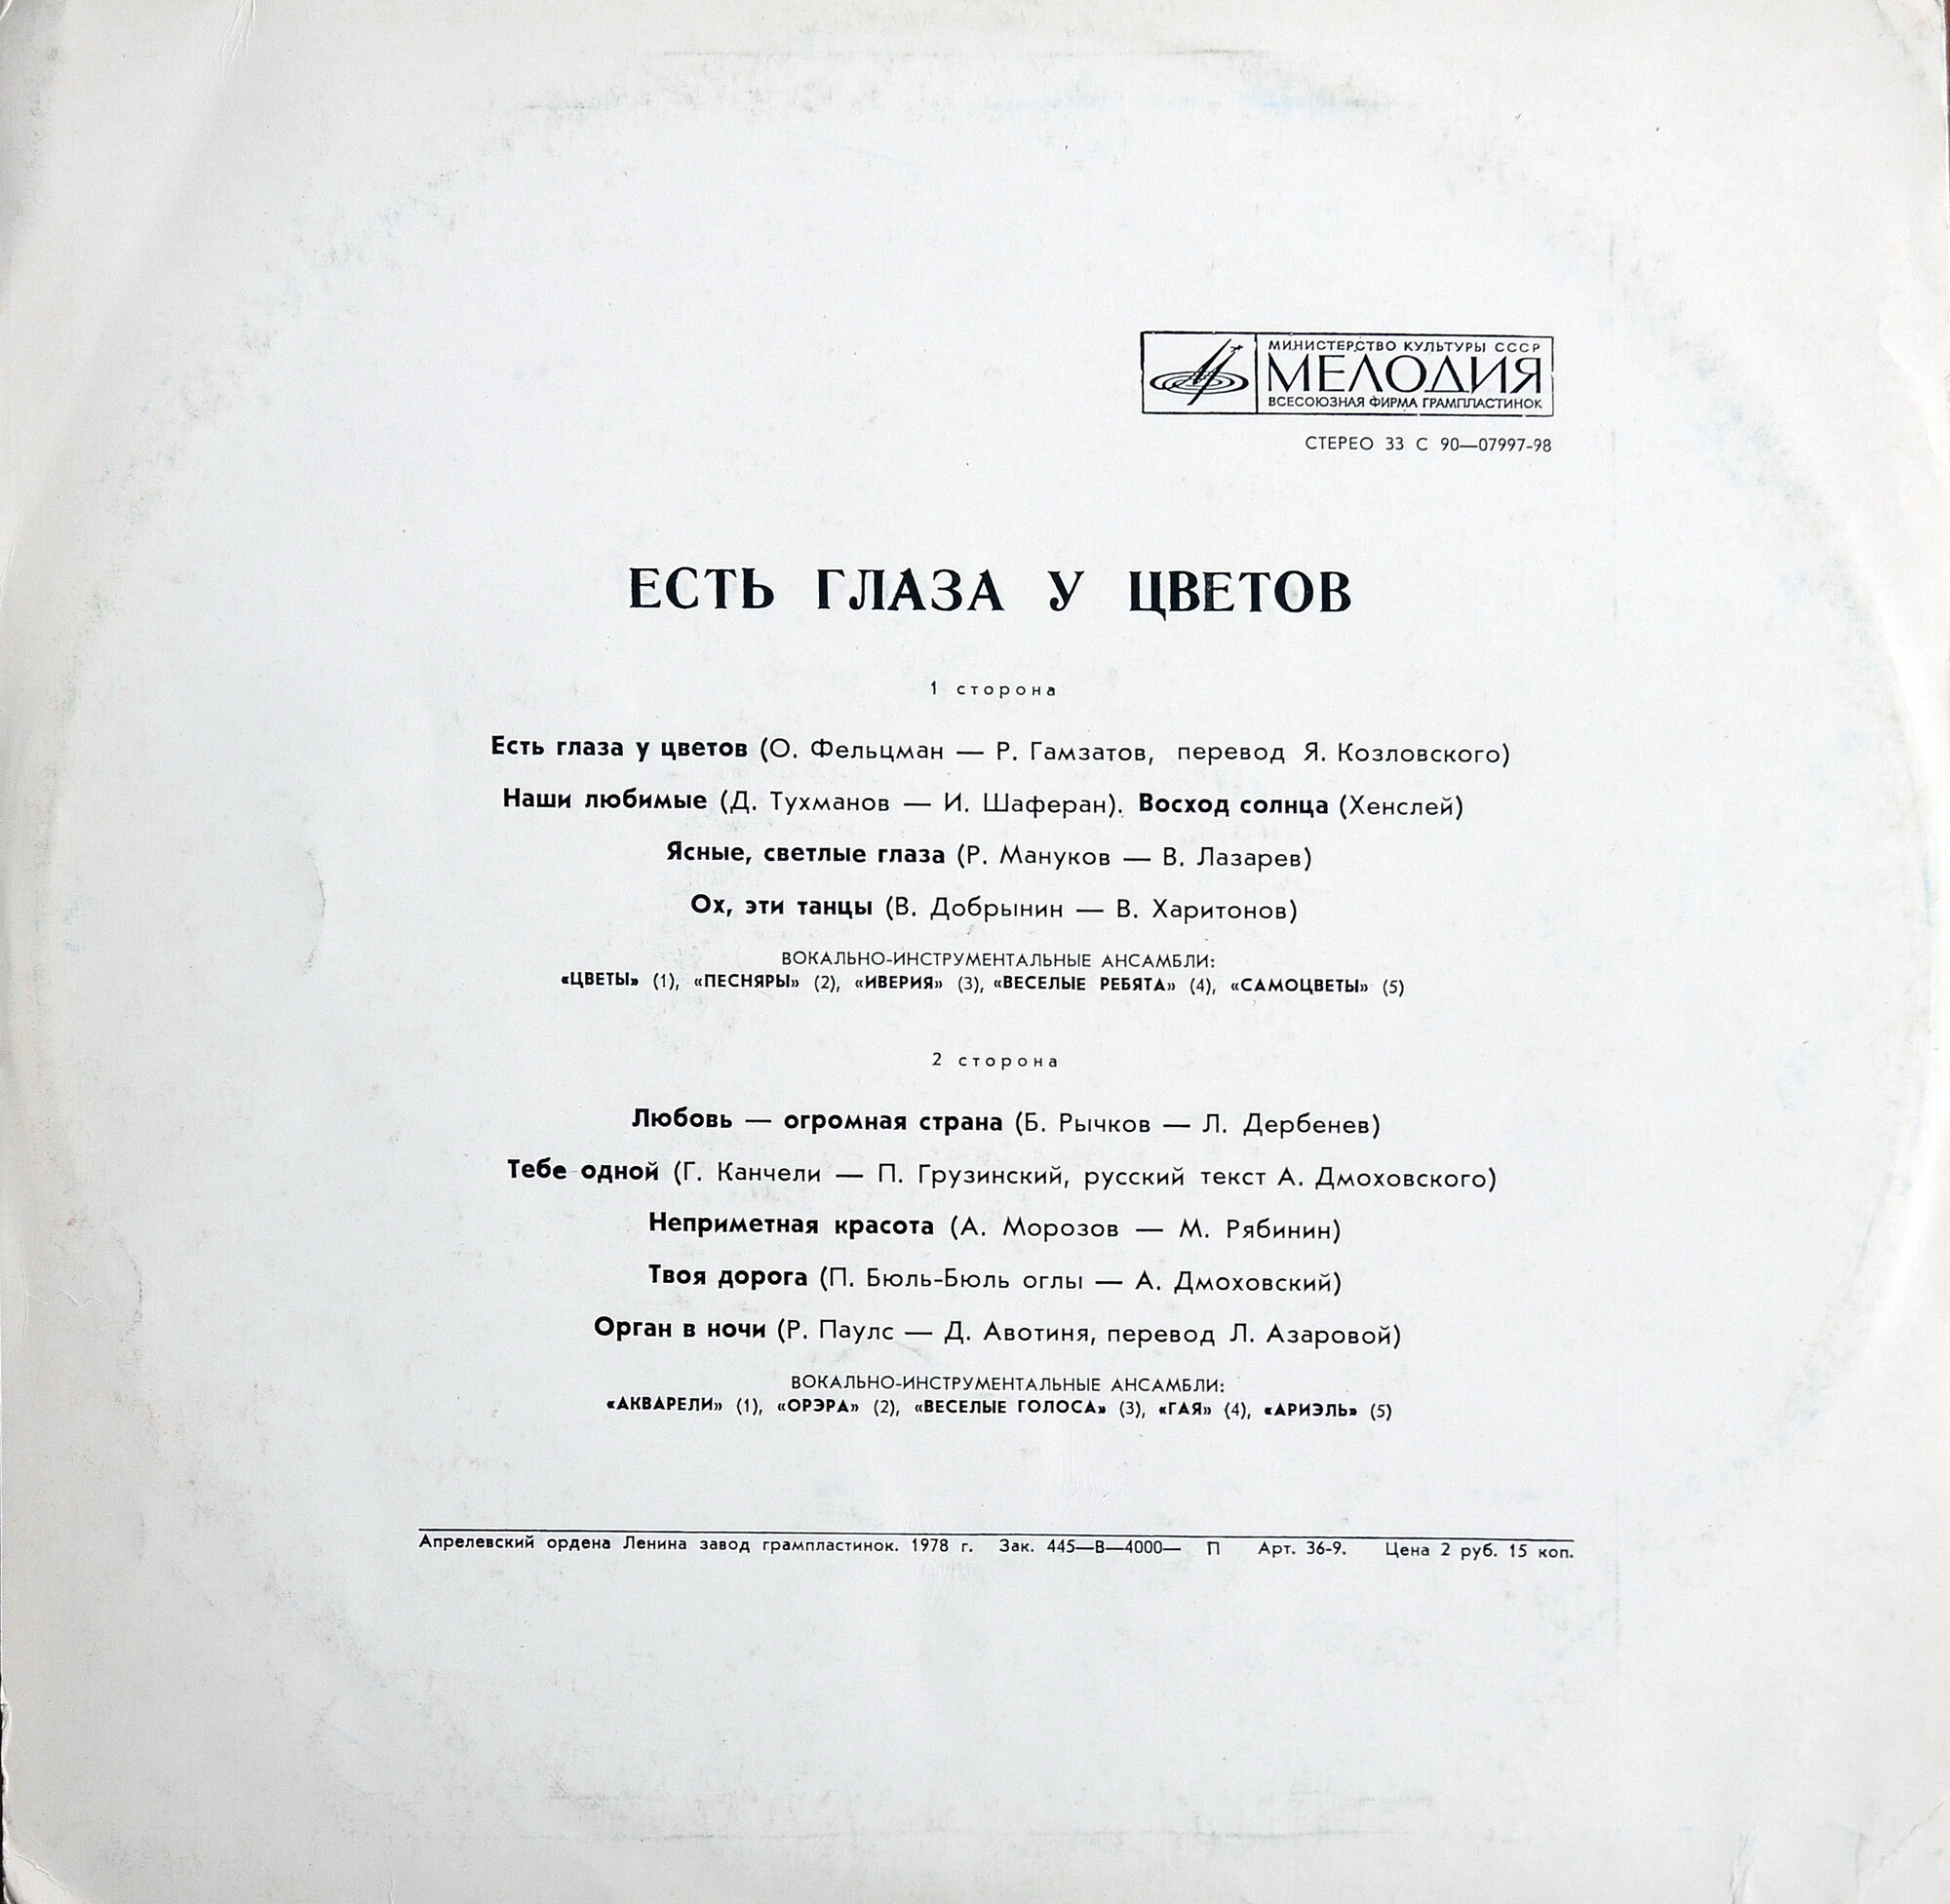 МИНИСТЕРСТВО КУЛЬТУРЫ СССР
МЕЛОДИЯ
ВСЕСОЮЗНАЯ ФИРМА ГРАМПЛАСТИНОК
СТЕРЕО 33 С 90—07997-98
ЕСТЬ ГЛАЗА У ЦВЕТОВ
1 сторона
Есть глаза у цветов (О. Фельцман — Р. Гамзатов, перевод Я. Козловского)
Наши любимые (Д. Тухманов — И. Шаферан). Восход солнца (Хенслей)
Ясные, светлые глаза (Р. Мануков — В. Лазарев)
Ох, эти танцы (В. Добрынин — В. Харитонов)
ВОКАЛЬНО-ИНСТРУМЕНТАЛЬНЫЕ АНСАМБЛИ:
«ЦВЕТЫ» (1), «ПЕСНЯРЫ» (2), «ИВЕРИЯ» (3), «ВЕСЕЛЫЕ РЕБЯТА» (4), «САМОЦВЕТЫ» (5)
2 сторона
Любовь — огромная страна (Б. Рычков — Л. Дербенев)
Тебе одной (Г. Канчели — П. Грузинский, русский текст А. Дмоховского)
Неприметная красота (А. Морозов — М. Рябинин)
Твоя дорога (П. Бюль-Бюль оглы — А. Дмоховский)
Орган в ночи (Р. Паулс — Д. Авотиня, перевод Л. Азаровой)
ВОКАЛЬНО-ИНСТРУМЕНТАЛЬНЫЕ АНСАМБЛИ:
«АКВАРЕЛИ» (1), «ОРЭРА» (2), «ВЕСЕЛЫЕ ГОЛОСА» (3), «ГАЯ» (4), «АРИЭЛЬ» (5)
Апрелевский ордена Ленина завод грампластинок. 1978 г. Зак. 445—В—4000— П Арт. 36-9. Цена 2 руб. 15 коп.